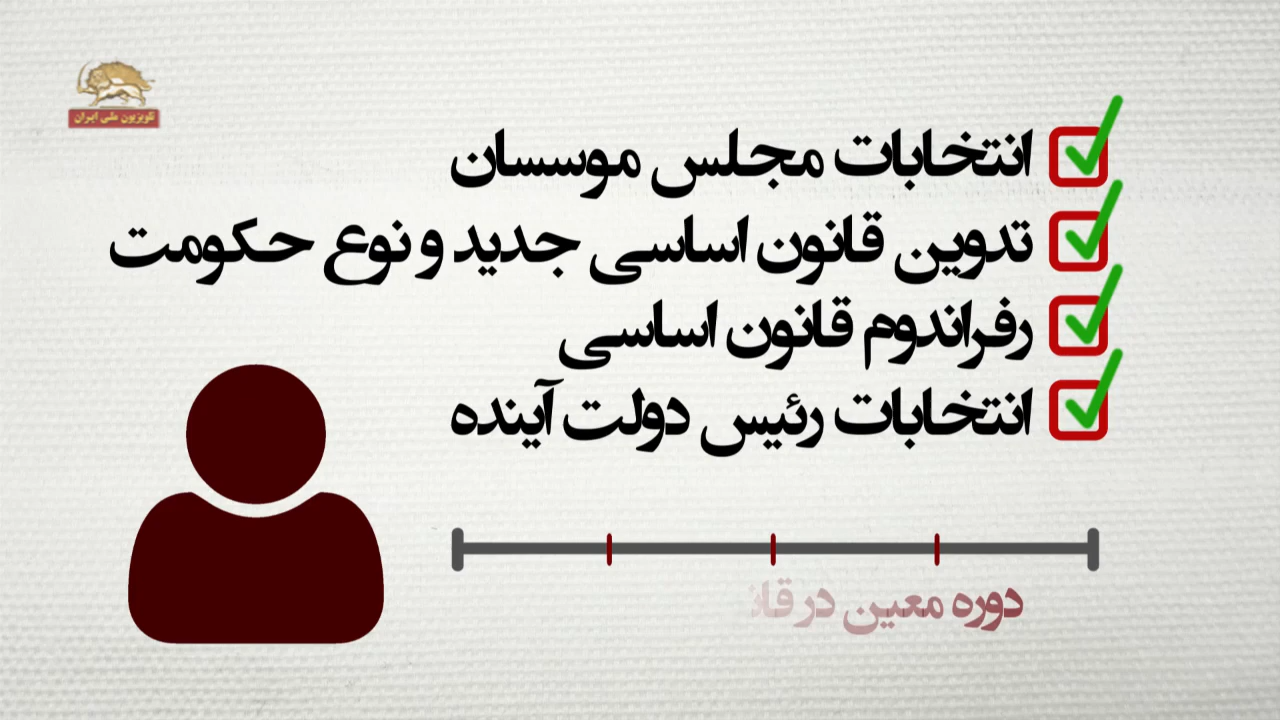 تلویزیون ملی ایران
انتخابات مجلس موسسان
تدوین قانون اساسی جدید و نوع حکومت
رفراندوم قانون اساسی
انتخابات رئیس دولت آینده
دوره معین در